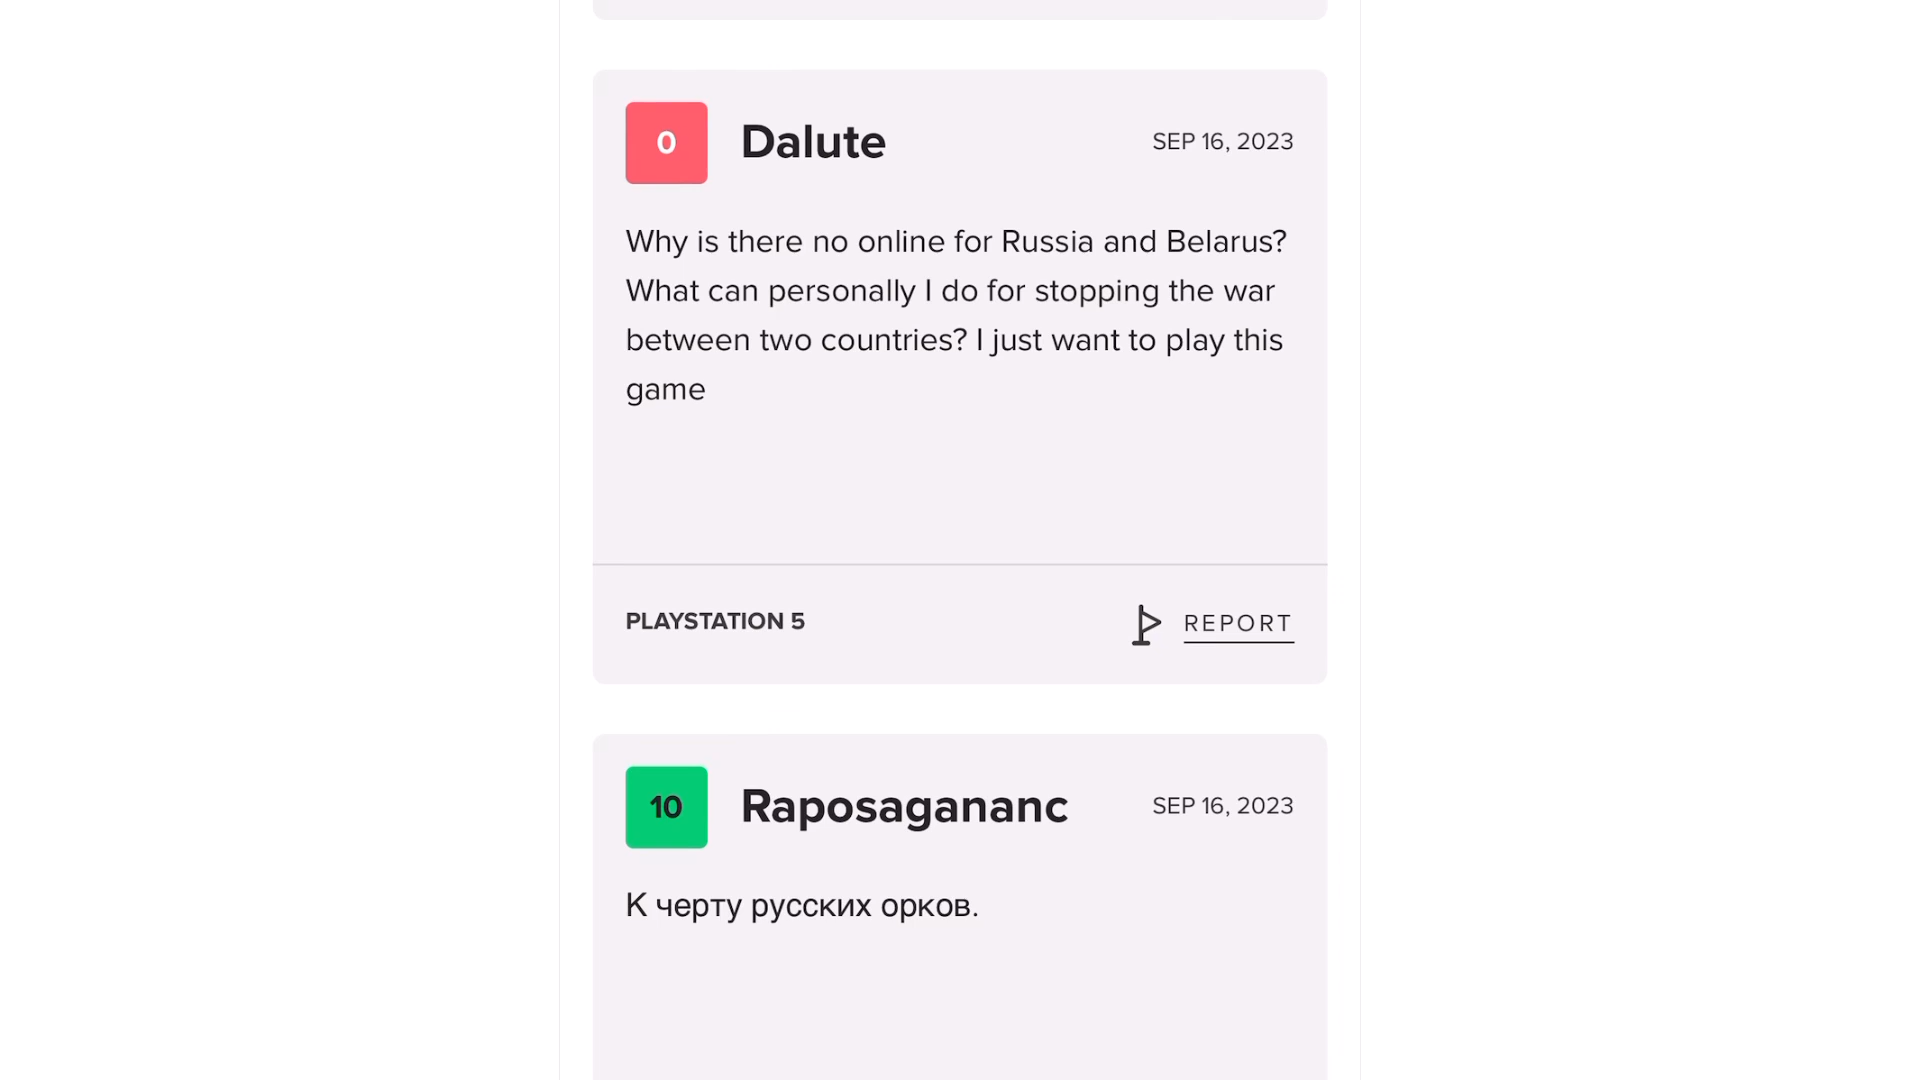 0
Dalute
SEP 16, 2023
Why is there no online for Russia and Belarus?
What can personally I do for stopping the war
between two countries? I just want to play this
game
PLAYSTATION 5
REPORT
10
Raposagananc
SEP 16, 2023
К черту русских орков.